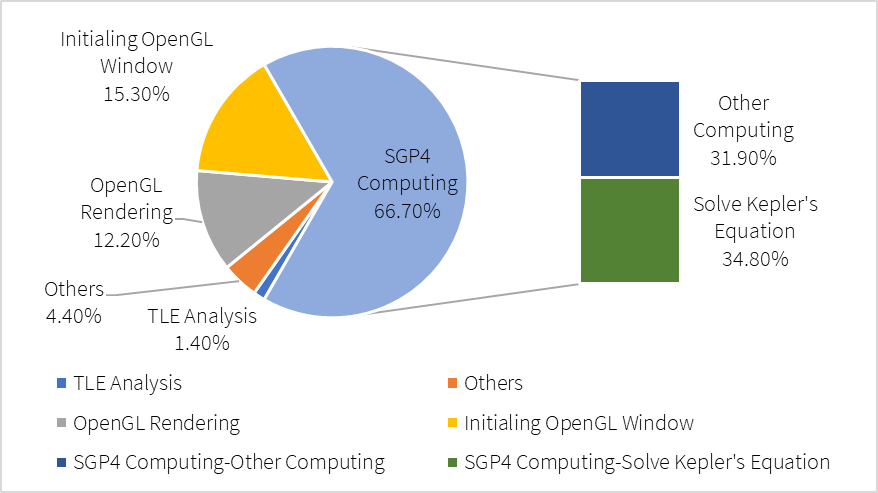 Initialing OpenGL
Window
15.30%
OpenGL
Rendering
12.20%
Others
4.40%
TLE Analysis
1.40%
SGP4
Computing
66.70%
Other
Computing
31.90%
Solve Kepler's
Equation
34.80%
TLE Analysis
Others
OpenGL Rendering
Initialing OpenGL Window
SGP4 Computing-Other Computing
SGP4 Computing-Solve Kepler's Equation